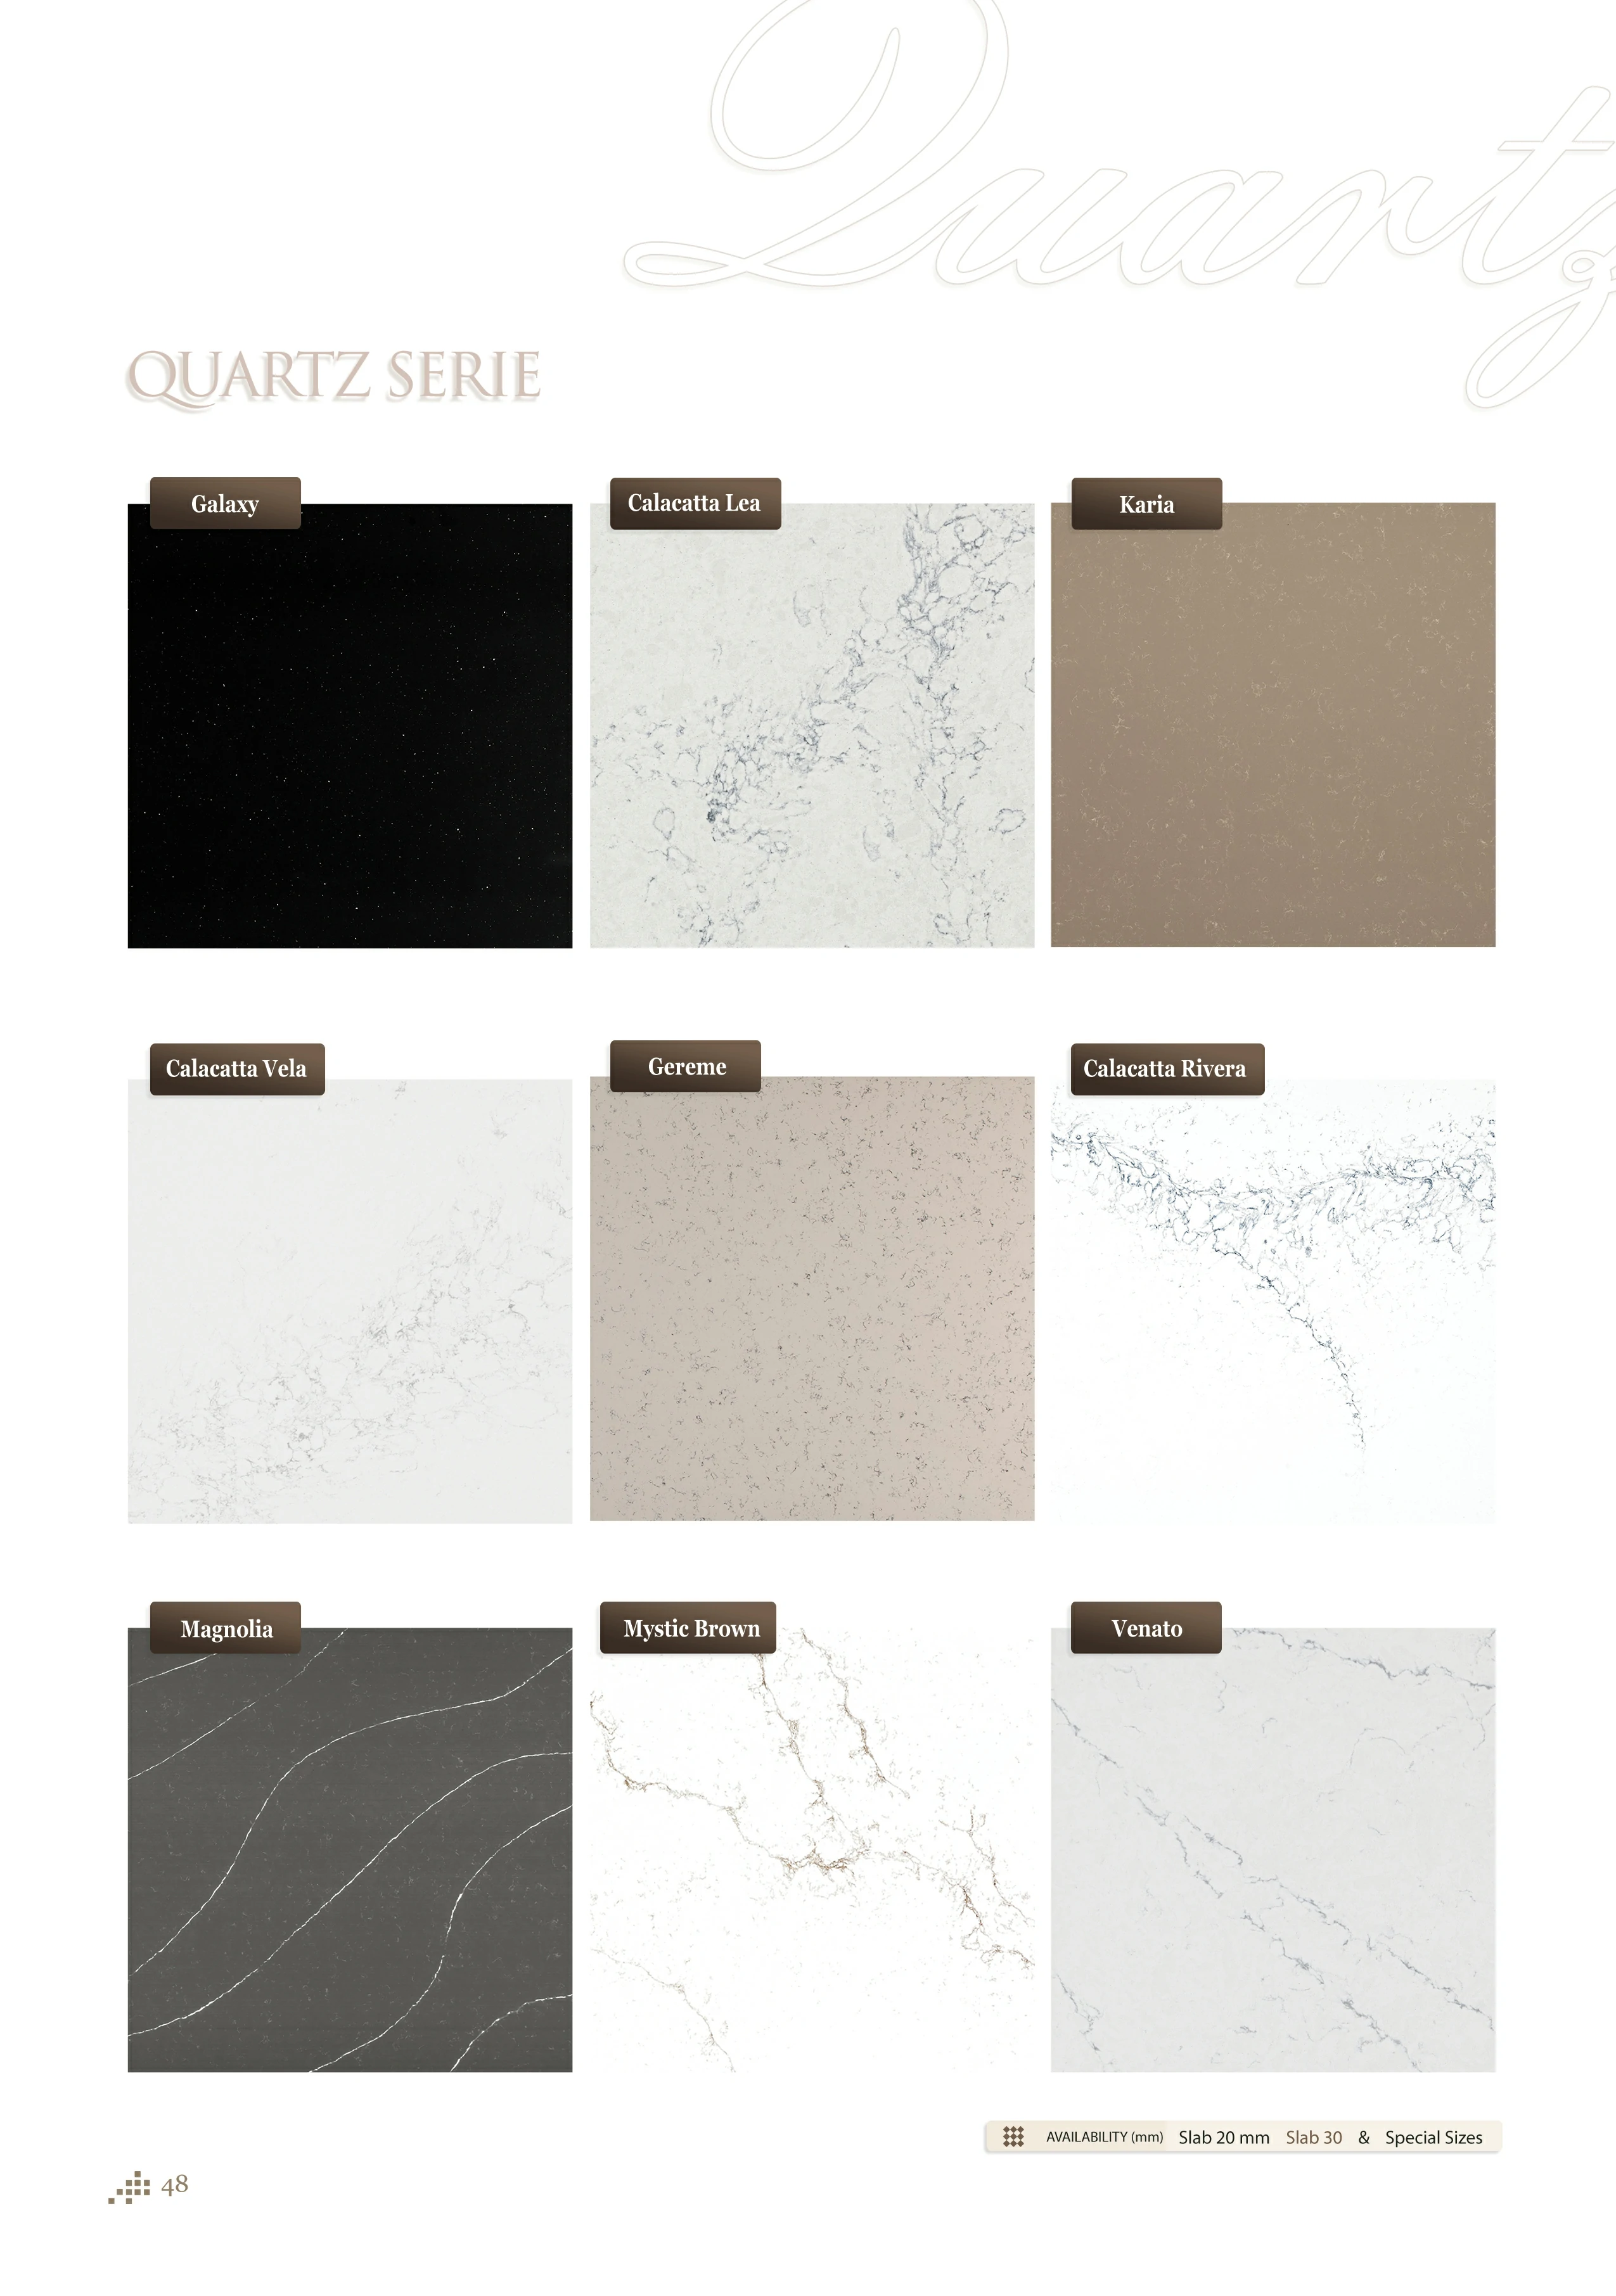 Quartz
QUARTZ SERIE
Galaxy
Calacatta Lea
Karia
Calacatta Vela
Gereme
Calacatta Rivera
Magnolia
Mystic Brown
Venato
AVAILABILITY (mm) Slab 20 mm Slab 30 & Special Sizes
48